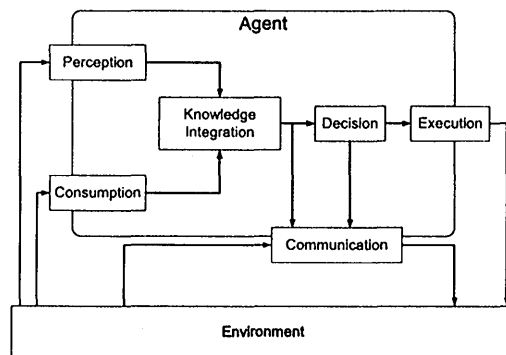 Agent
Perception
Knowledge
Integration
Decision
Execution
Consumption
Communication
Environment